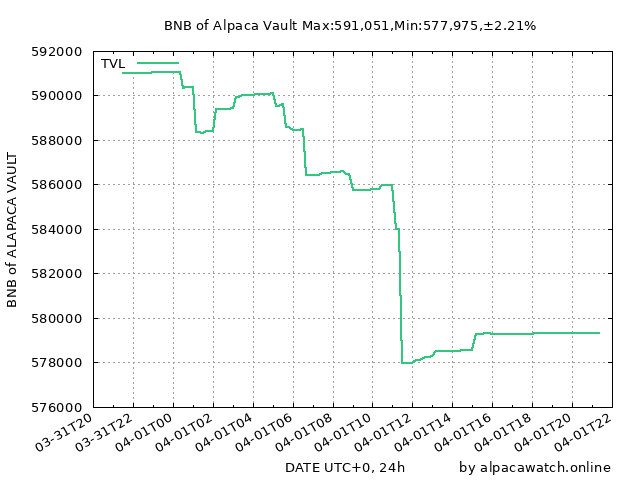 BNB of Alpaca Vault Max:591,051,Min:577,975,±2.21%
TVL
BNB of ALAPACA VAULT
592000
590000
588000
586000
584000
582000
580000
578000
576000
03-31T20
03-31T22
04-01T00
04-01T02
04-01T04
04-01T06
04-01T08
04-01T10
04-01T12
04-01T14
04-01T16
04-01T18
04-01T20
04-01T22
DATE UTC+0, 24h
by alpacawatch.online